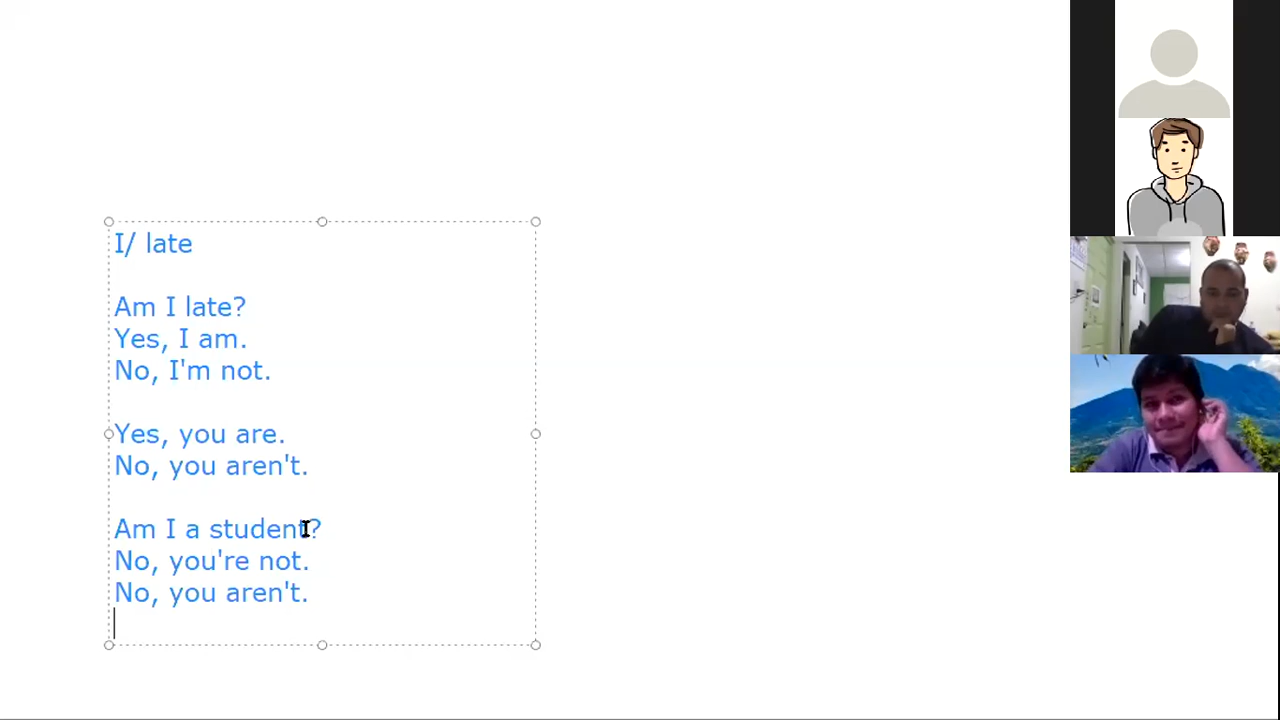 I/ late
Am I late?
Yes, I am.
No, I'm not.
Yes, you are.
No, you aren't.
Am I a student?
No, you're not.
No, you aren't.